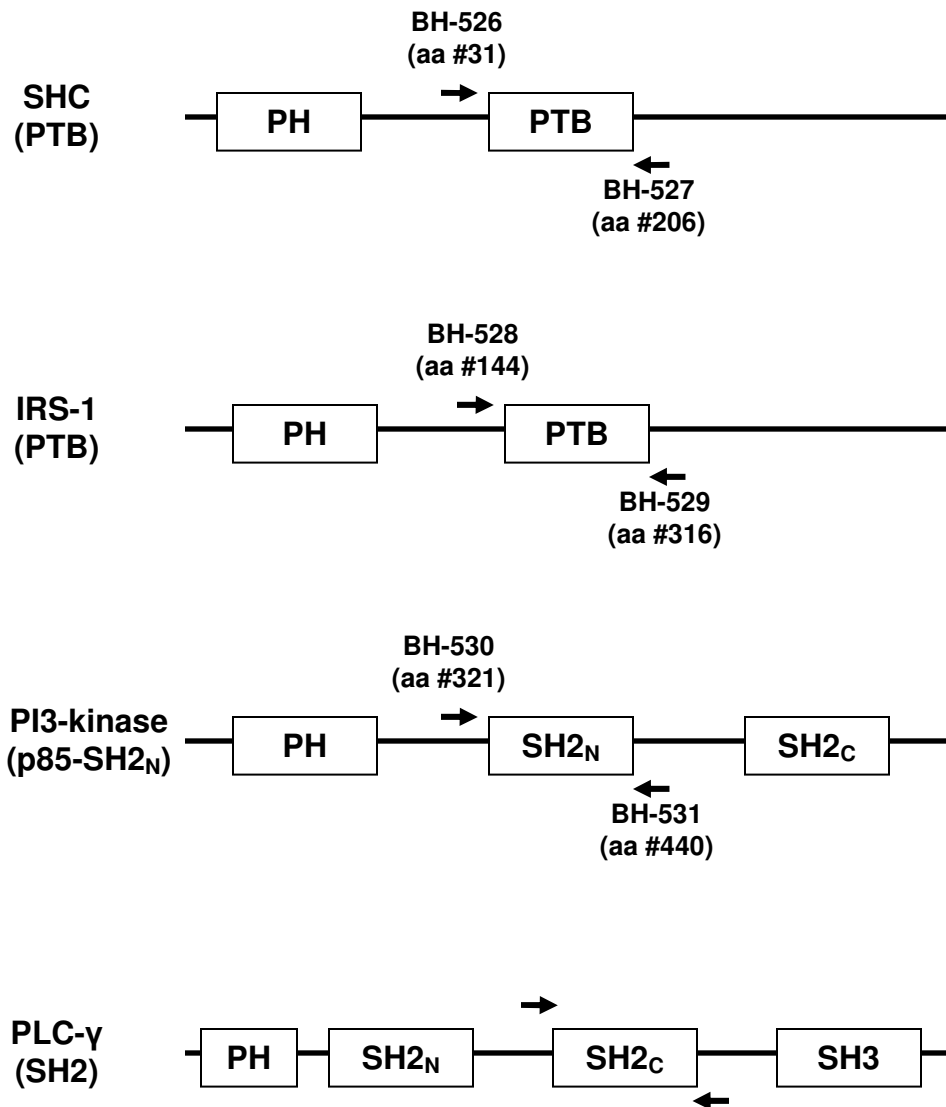 BH-526
(aa #31)
SHC
(PTB)
PH
PTB
BH-527
(aa #206)
BH-528
(aa #144)
IRS-1
(PTB)
PH
PTB
BH-529
(aa #316)
BH-530
(aa #321)
PI3-kinase
(p85-SH2N)
PH
SH2N
SH2C
BH-531
(aa #440)
PLC-γ
(SH2)
PH
SH2N
SH2C
SH3